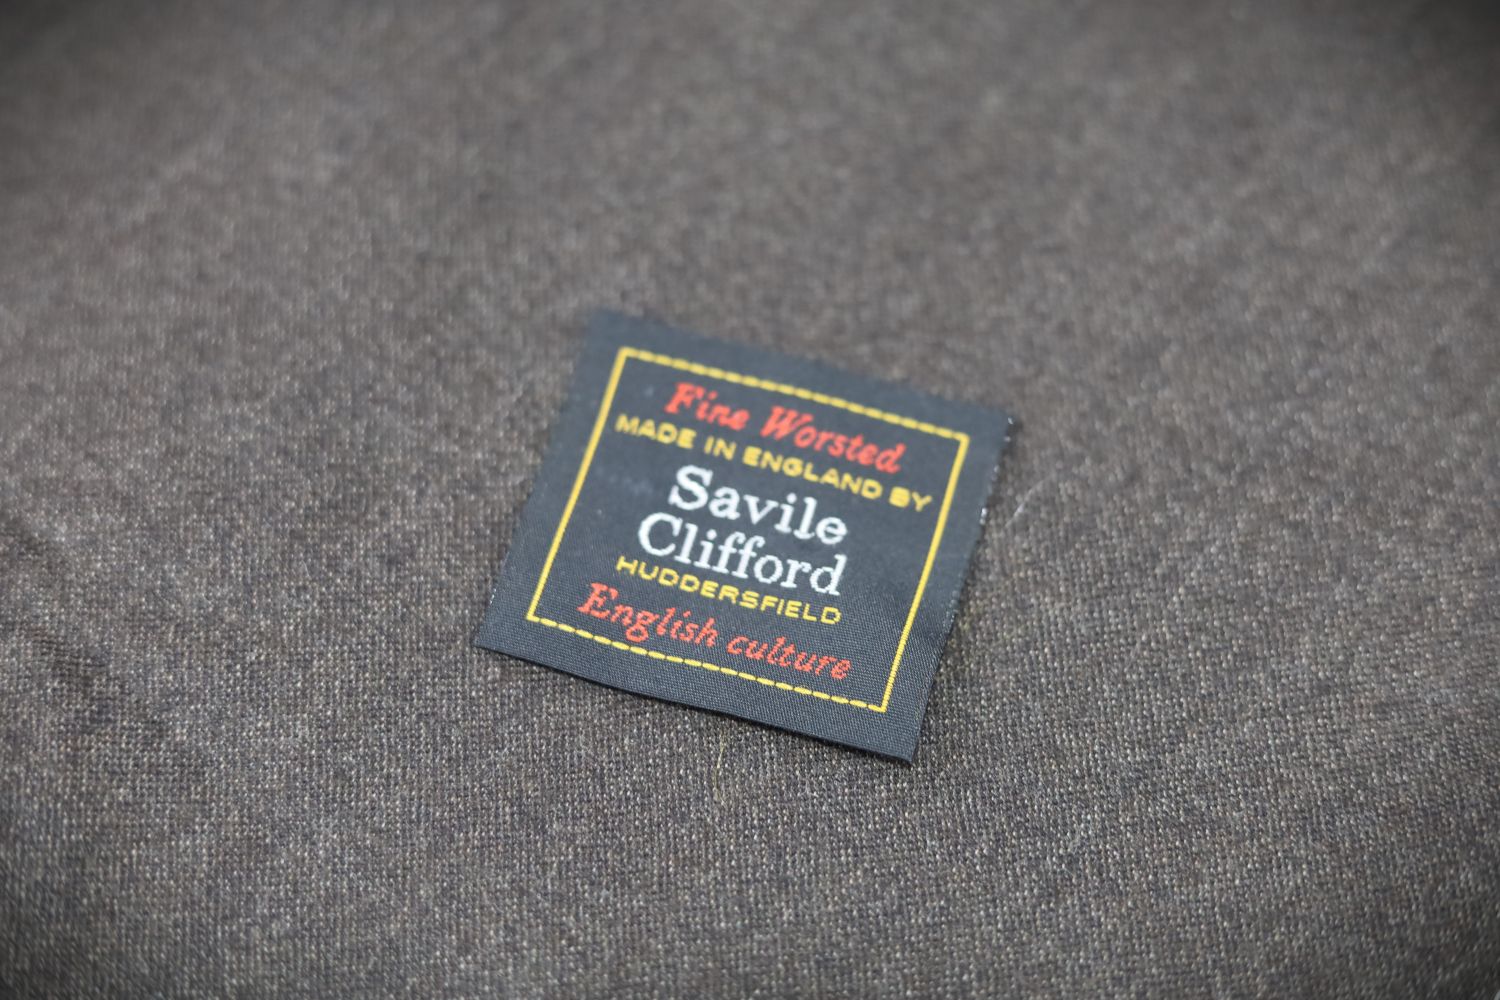 Fine Worsted
MADE IN ENGLAND BY
Savile
Clifford
HUDDERSFIELD
English culture